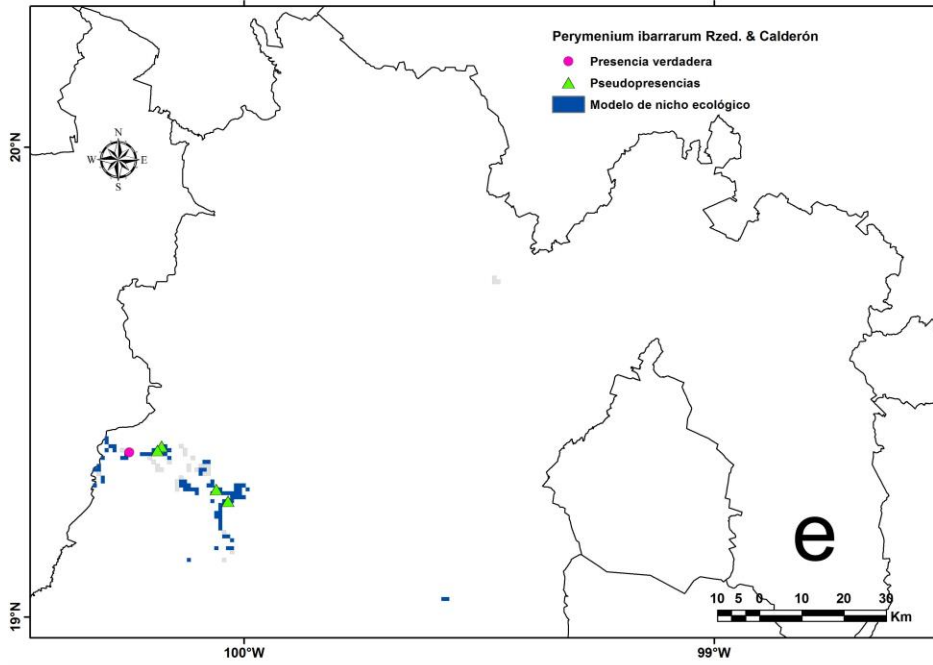 Perymenium ibarrarum Rzed. & Calderón
Presencia verdadera
Pseudopresencias
Modelo de nicho ecológico
20°N
N
W E
S
e
10 5 0 10 20 30
Km
19°N
100°W 99°W